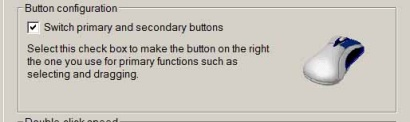 Button configuration
Switch primary and secondary buttons
Select this check box to make the button on the right
the one you use for primary functions such as
selecting and dragging.
Double-click speed